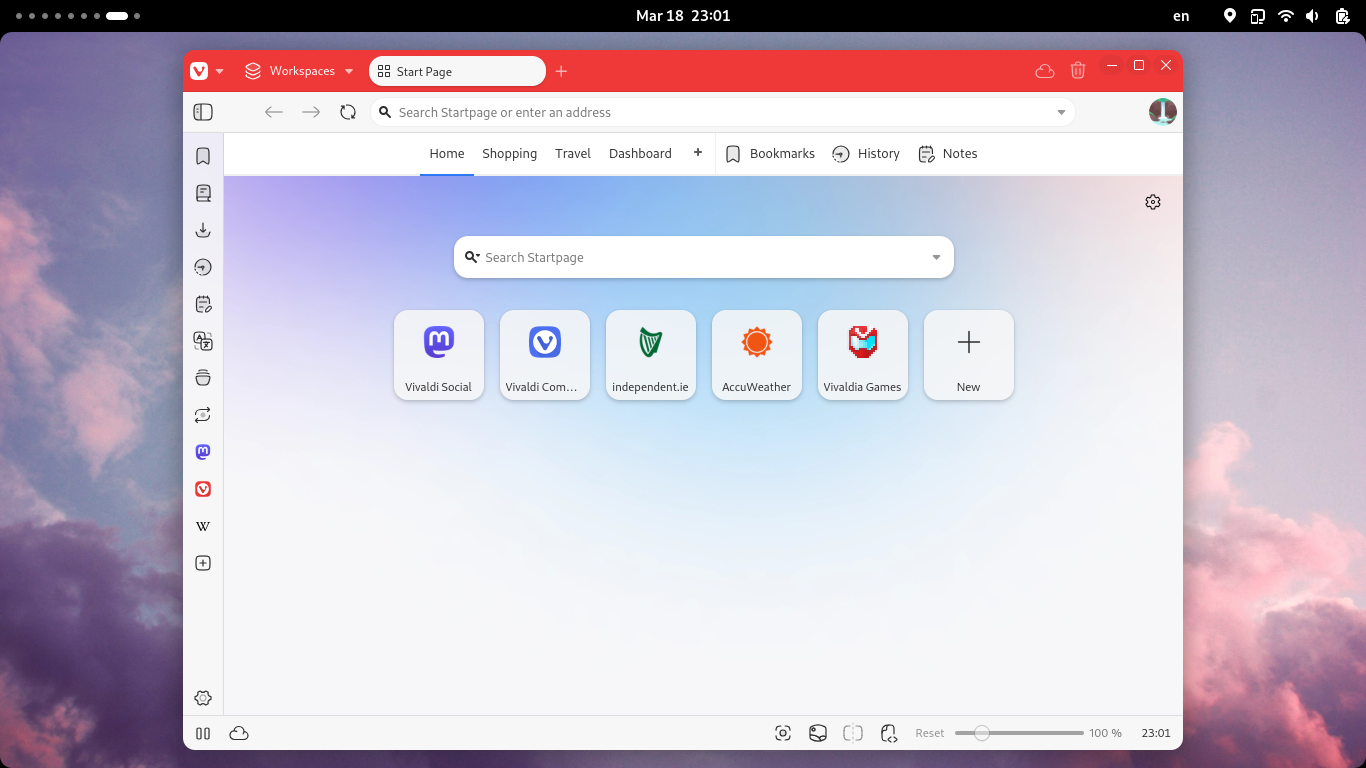 Mar 18 23:01
en
Workspaces
Start Page
Search Startpage or enter an address
Home
Shopping
Travel
Dashboard
Bookmarks
History
Notes
Search Startpage
Vivaldi Social
Vivaldi Com...
independent.ie
AccuWeather
Vivaldia Games
New
W
Reset
100 %
23:01